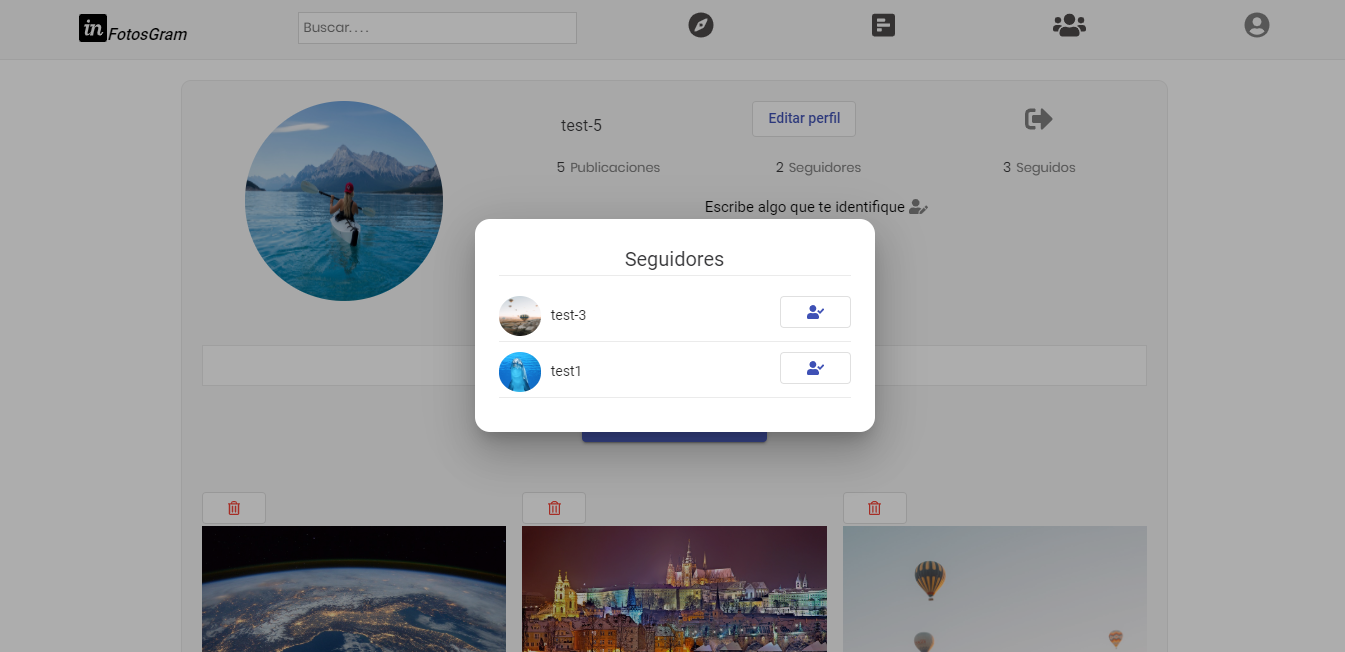 in FotosGram
Buscar....
test-5
Editar perfil
5 Publicaciones
2 Seguidores
3 Seguidos
Escribe algo que te identifique
Seguidores
test-3
test1